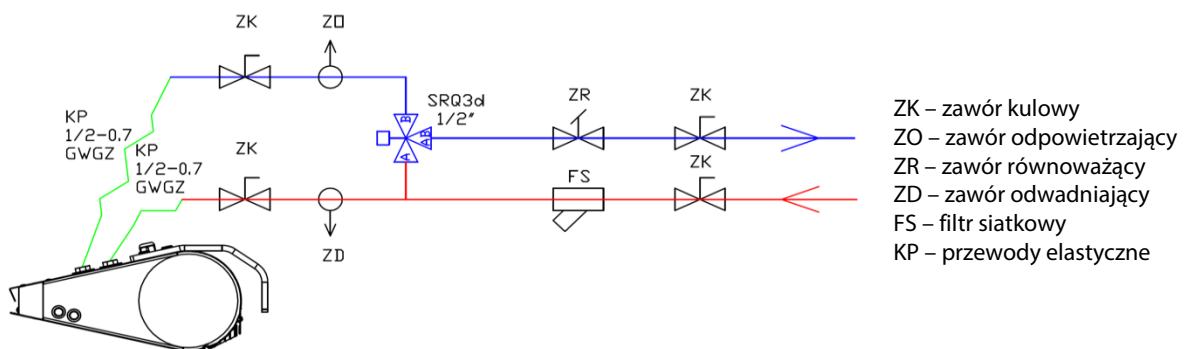 ZK
ZO
KP
1/2-0.7
GWGZ
KP
1/2-0.7
GWGZ
SRQ3d
1/2"
B
AB
A
ZR
ZK
ZK
ZK
FS
ZD
ZK – zawór kulowy
ZO – zawór odpowietrzający
ZR – zawór równoważący
ZD – zawór odwadniający
FS – filtr siatkowy
KP – przewody elastyczne